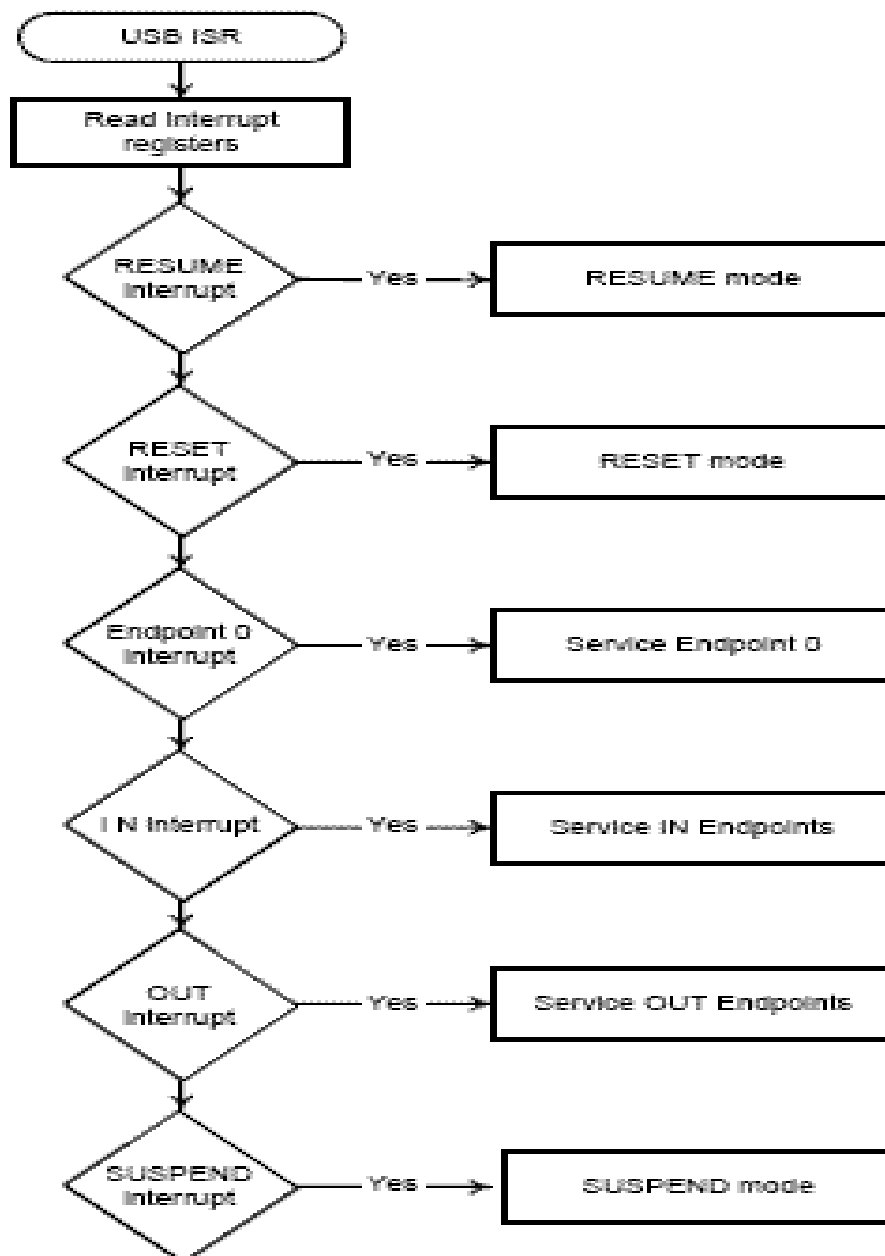 USB ISR
Read Interrupt
registers
RESUME
Interrupt
Yes
RESUME mode
RESET
Interrupt
Yes
RESET mode
Endpoint 0
Interrupt
Yes
Service Endpoint 0
I N Interrupt
Yes
Service IN Endpoints
OUT
Interrupt
Yes
Service OUT Endpoints
SUSPEND
Interrupt
Yes
SUSPEND mode